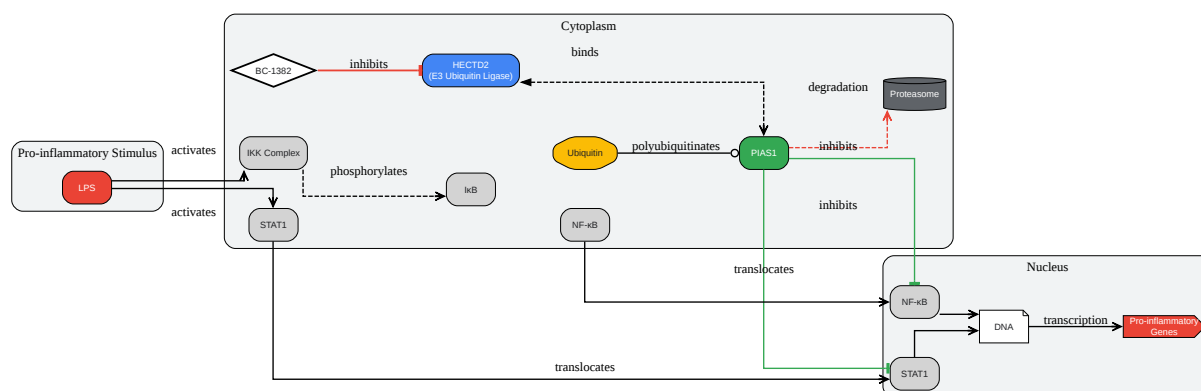 Cytoplasm
binds
BC-1382
inhibits
HECTD2
(E3 Ubiquitin Ligase)
degradation
Proteasome
Pro-inflammatory Stimulus
activates
IKK Complex
phosphorylates
Ubiquitin
polyubiquitinates
PIAS1
inhibits
LPS
IκB
activates
STAT1
NF-κB
inhibits
translocates
Nucleus
NF-κB
DNA
transcription
Pro-inflammatory
Genes
translocates
STAT1